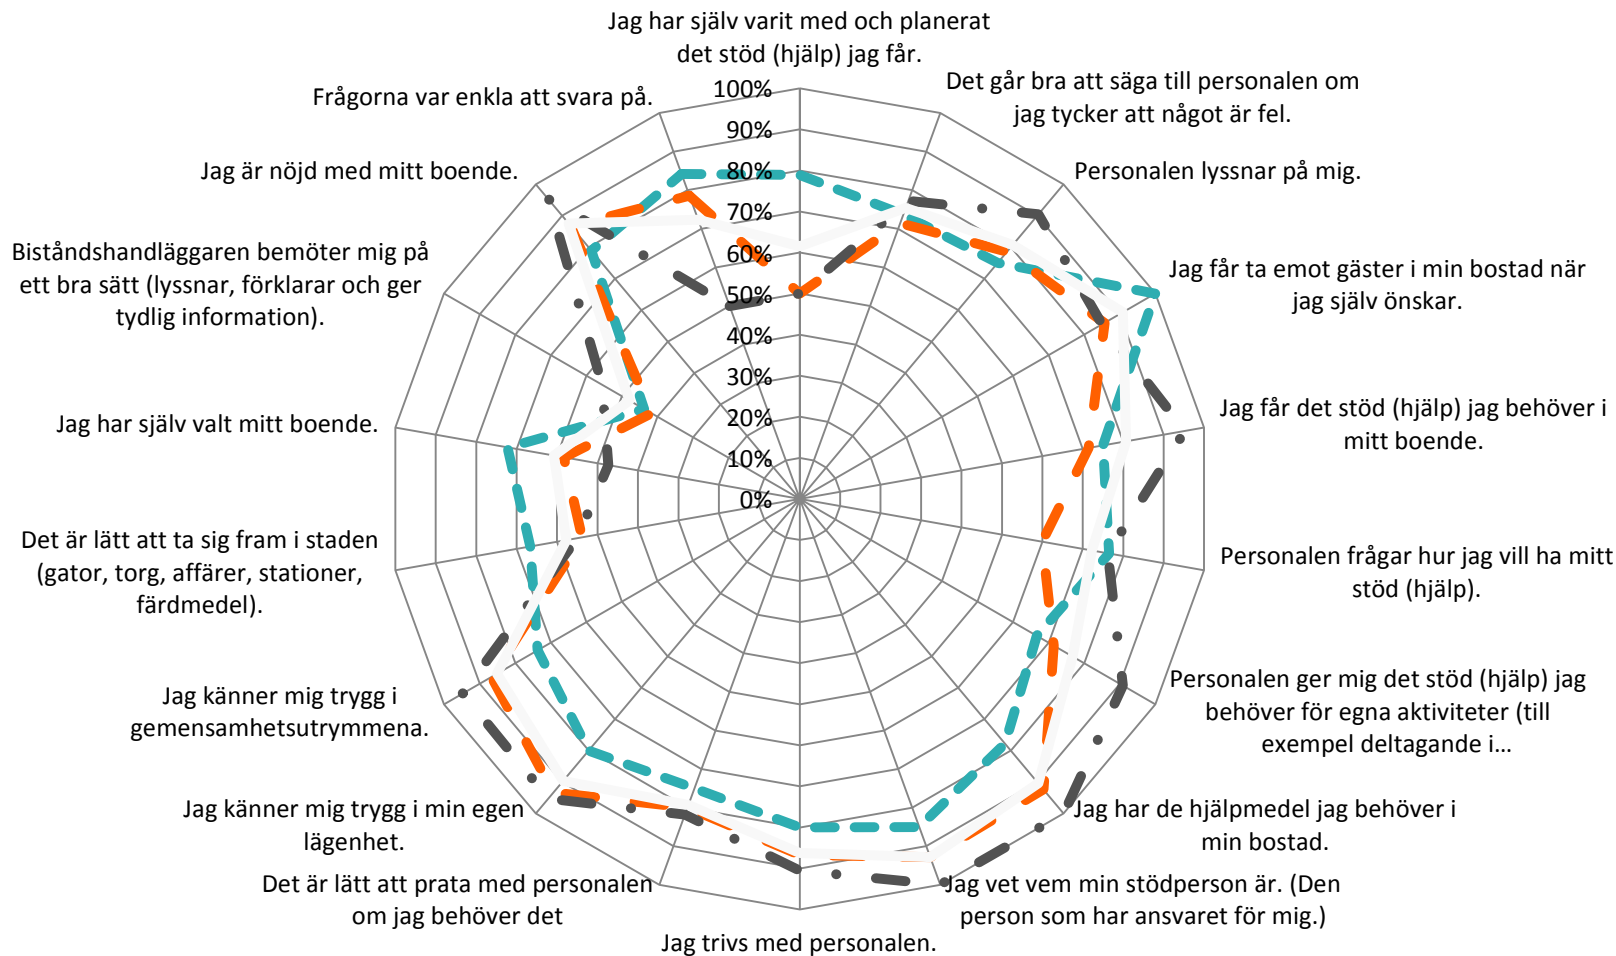 Jag har själv varit med och planerat
det stöd (hjälp) jag får.
Det går bra att säga till personalen om
jag tycker att något är fel.
Personalen lyssnar på mig.
Jag får ta emot gäster i min bostad när
jag själv önskar.
Jag får det stöd (hjälp) jag behöver i
mitt boende.
Personalen frågar hur jag vill ha mitt
stöd (hjälp).
Personalen ger mig det stöd (hjälp) jag
behöver för egna aktiviteter (till
exempel deltagande i...
Jag har de hjälpmedel jag behöver i
min bostad.
Jag vet vem min stödperson är. (Den
person som har ansvaret för mig.)
Jag trivs med personalen.
Det är lätt att prata med personalen
om jag behöver det
Jag känner mig trygg i min egen
lägenhet.
Jag känner mig trygg i
gemensamhetsutrymmena.
Det är lätt att ta sig fram i staden
(gator, torg, affärer, stationer,
färdmedel).
Jag har själv valt mitt boende.
Biståndshandläggaren bemöter mig på
ett bra sätt (lyssnar, förklarar och ger
tydlig information).
Jag är nöjd med mitt boende.
Frågorna var enkla att svara på.
100%
90%
80%
70%
60%
50%
40%
30%
20%
10%
0%